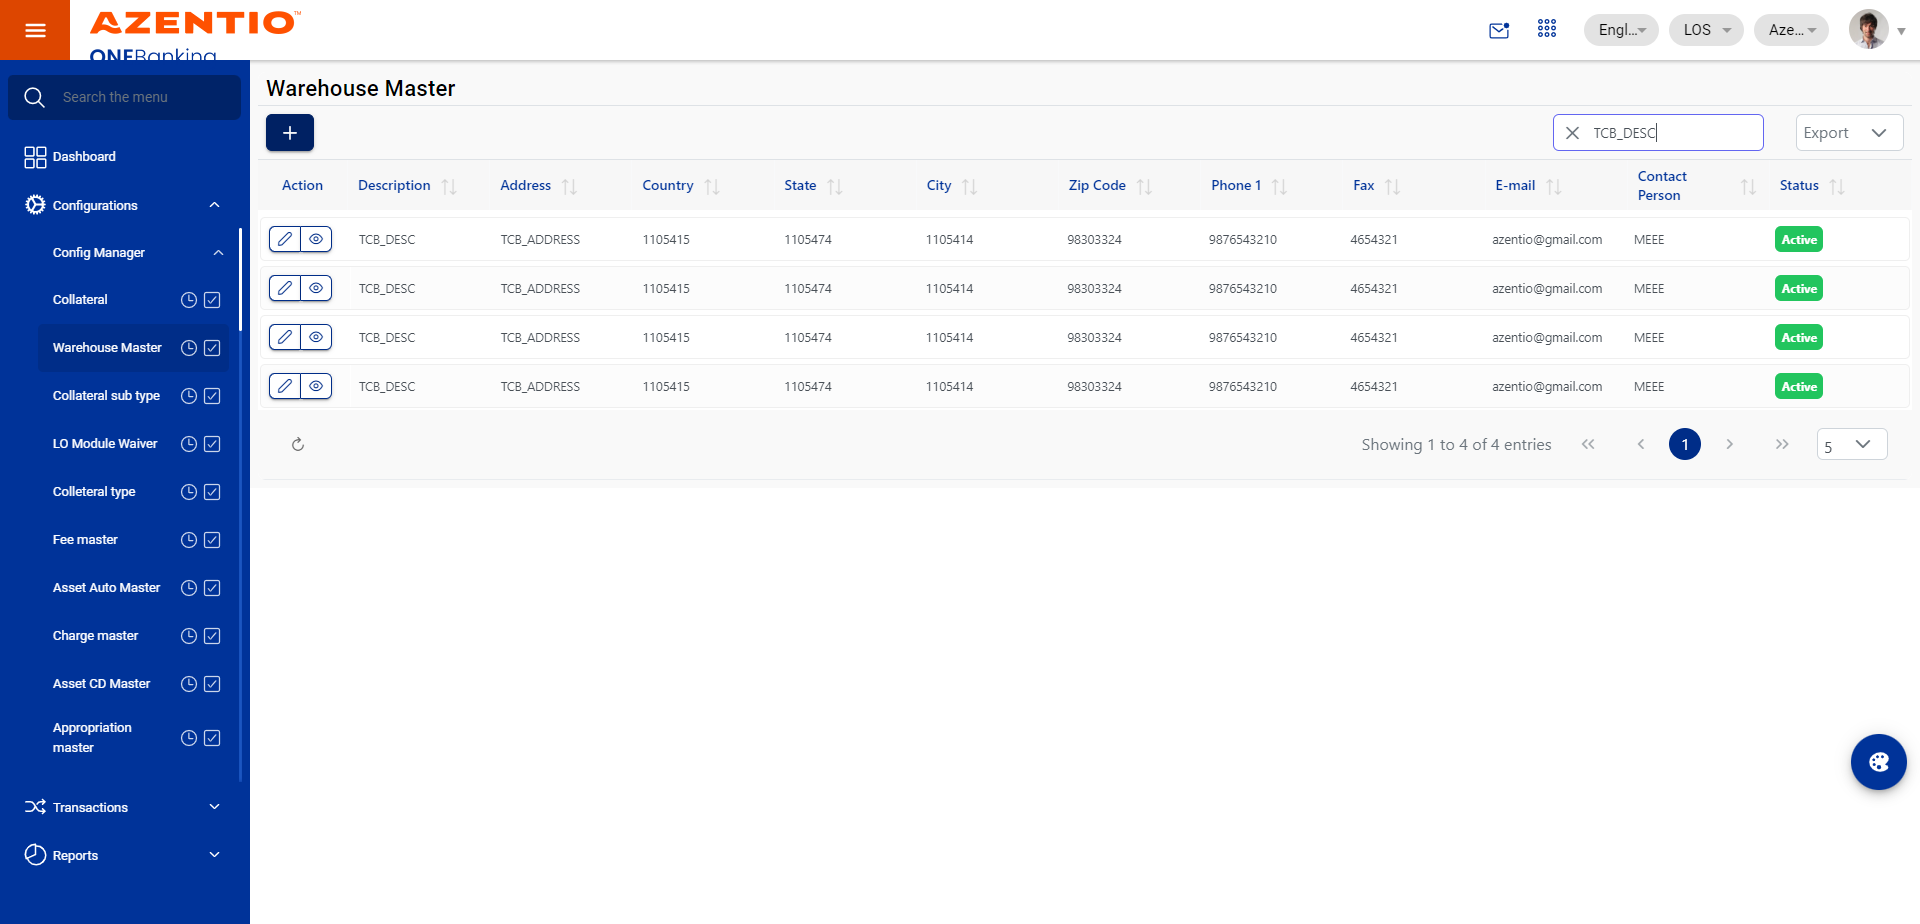 AZENTIO™
ONEBanking
Engl...
LOS
Aze...
Search the menu
Dashboard
Configurations
Config Manager
Collateral
Warehouse Master
Collateral sub type
LO Module Waiver
Colleteral type
Fee master
Asset Auto Master
Charge master
Asset CD Master
Appropriation
master
Transactions
Reports
Warehouse Master
TCB_DESC
Export
Action Description Address Country State City Zip Code Phone 1 Fax E-mail Contact Person Status
TCB_DESC TCB_ADDRESS 1105415 1105474 1105414 98303324 9876543210 4654321 azentio@gmail.com MEEE Active
TCB_DESC TCB_ADDRESS 1105415 1105474 1105414 98303324 9876543210 4654321 azentio@gmail.com MEEE Active
TCB_DESC TCB_ADDRESS 1105415 1105474 1105414 98303324 9876543210 4654321 azentio@gmail.com MEEE Active
TCB_DESC TCB_ADDRESS 1105415 1105474 1105414 98303324 9876543210 4654321 azentio@gmail.com MEEE Active
Showing 1 to 4 of 4 entries
1
5